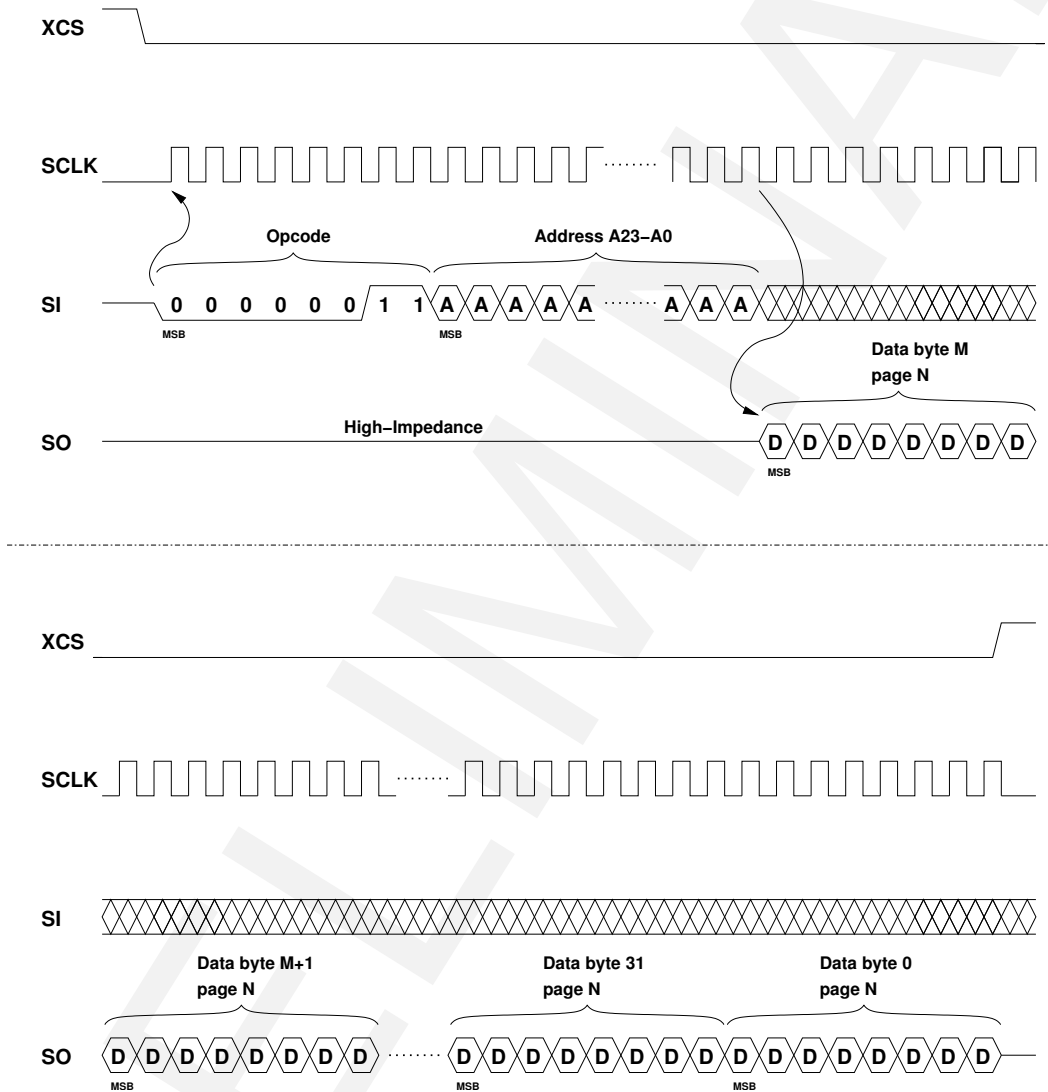 XCS
SCLK
Opcode
Address A23–A0
SI
0 0 0 0 0 0 1 1 A A A A A ········ A A A
MSB MSB
Data byte M
page N
High–Impedance
SO
D D D D D D D D
MSB
XCS
SCLK
SI
Data byte M+1
page N
Data byte 31
page N
Data byte 0
page N
SO
D D D D D D D D ········ D D D D D D D D D D D D D D D D
MSB MSB MSB